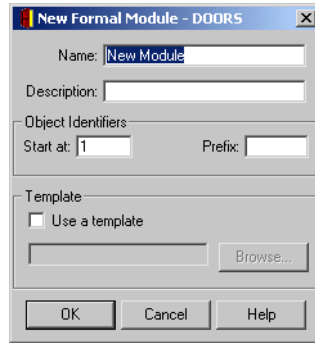 New Formal Module - DOORS
Name: New Module
Description:
Object Identifiers
Start at: 1 Prefix:
Template
Use a template
Browse...
OK Cancel Help